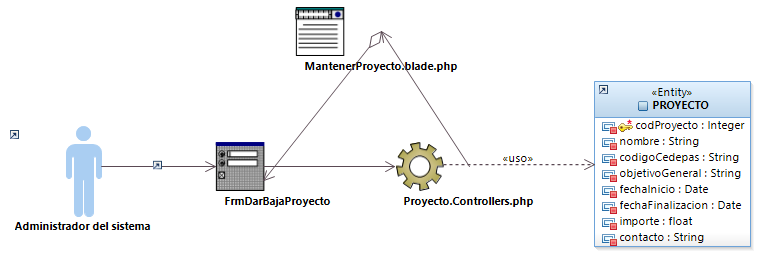 MantenerProyecto.blade.php
«Entity»
PROYECTO
codProyecto : Integer
nombre : String
codigoCedepas : String
objetivoGeneral : String
fechaInicio : Date
fechaFinalizacion : Date
importe : float
contacto : String
«uso»
FrmDarBajaProyecto
Proyecto.Controllers.php
Administrador del sistema